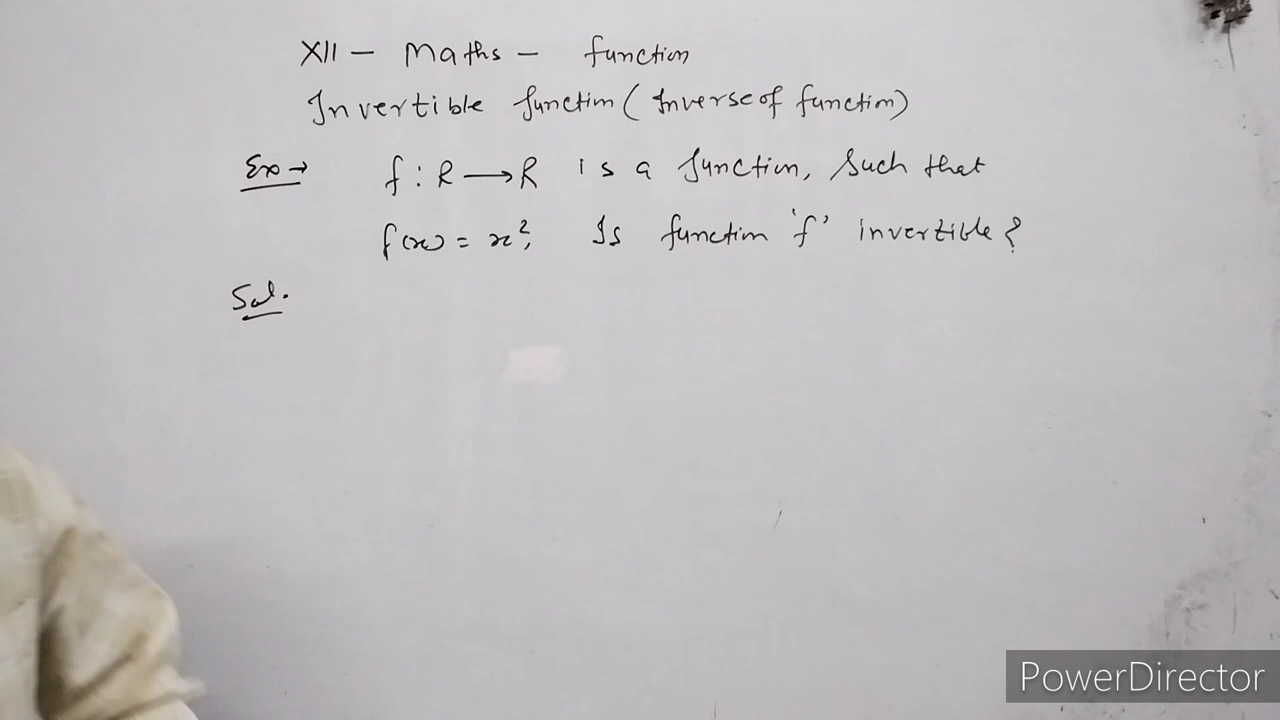 XII - Maths - function
Invertible function (Inverse of function)
Ex→ f : R ⟶ R is a function, Such that
f(x) = x², Is function 'f' invertible?
Sol.
PowerDirector